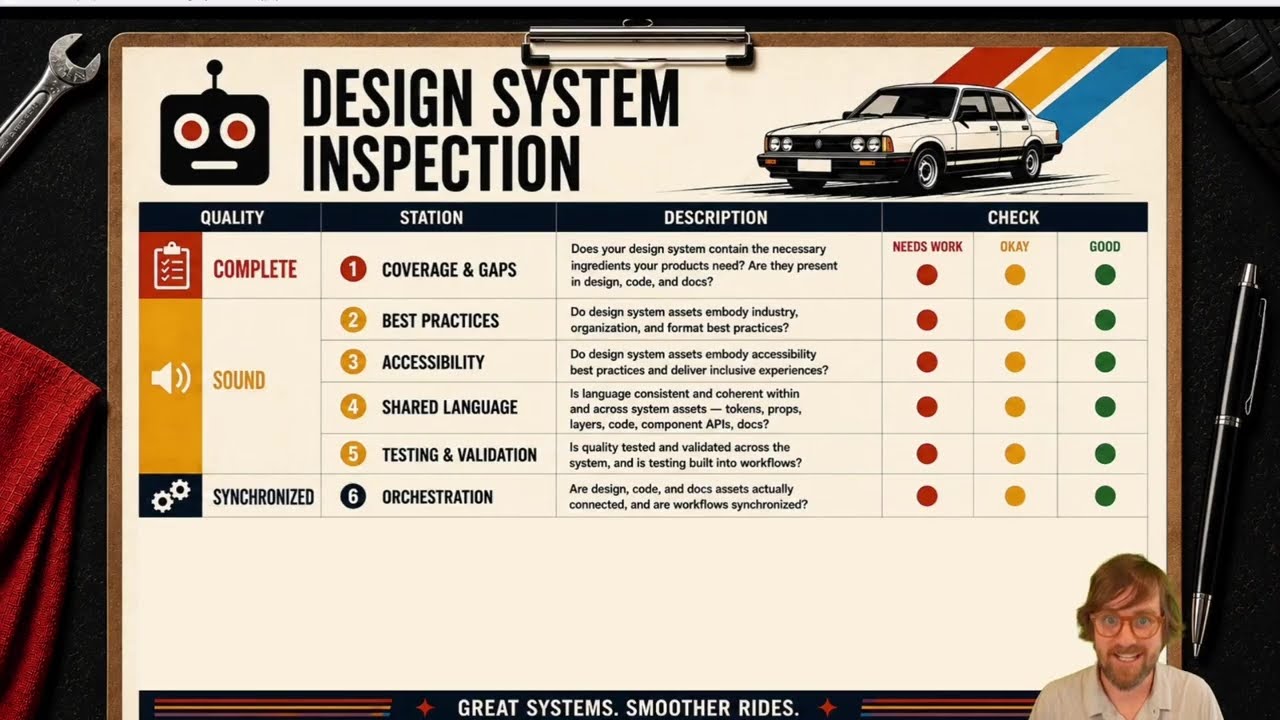 DESIGN SYSTEM
INSPECTION
QUALITY STATION DESCRIPTION CHECK
NEEDS WORK OKAY GOOD
COMPLETE
1 COVERAGE & GAPS
Does your design system contain the necessary
ingredients your products need? Are they present
in design, code, and docs?
SOUND
2 BEST PRACTICES
Do design system assets embody industry,
organization, and format best practices?
3 ACCESSIBILITY
Do design system assets embody accessibility
best practices and deliver inclusive experiences?
4 SHARED LANGUAGE
Is language consistent and coherent within
and across system assets — tokens, props,
layers, code, component APIs, docs?
5 TESTING & VALIDATION
Is quality tested and validated across the
system, and is testing built into workflows?
SYNCHRONIZED
6 ORCHESTRATION
Are design, code, and docs assets actually
connected, and are workflows synchronized?
GREAT SYSTEMS. SMOOTHER RIDES.